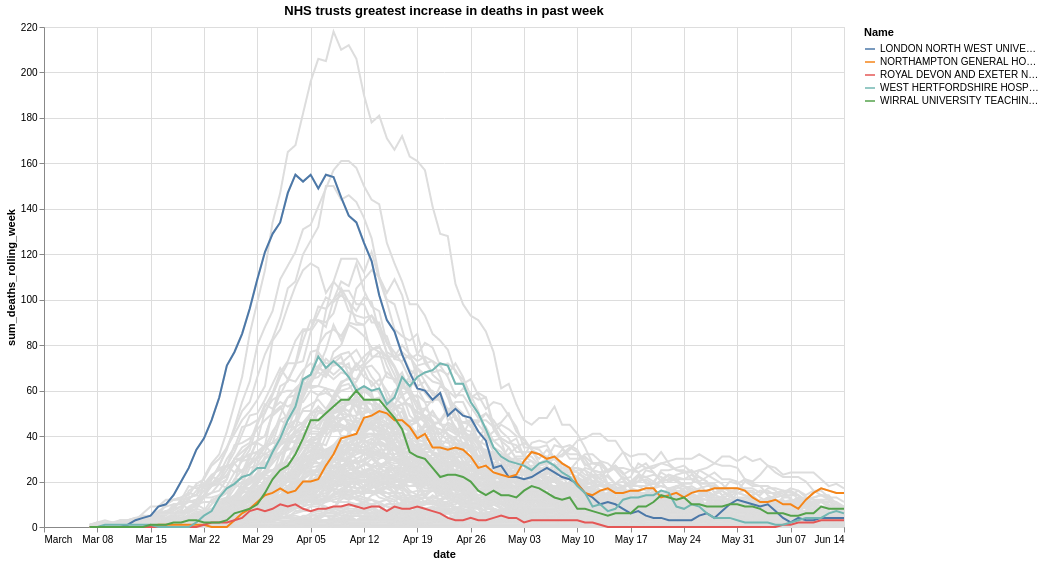 NHS trusts greatest increase in deaths in past week
220
200
180
160
140
120
100
80
60
40
20
0
sum_deaths_rolling_week
March Mar 08 Mar 15 Mar 22 Mar 29 Apr 05 Apr 12 Apr 19 Apr 26 May 03 May 10 May 17 May 24 May 31 Jun 07 Jun 14
date
Name
LONDON NORTH WEST UNIVE…
NORTHAMPTON GENERAL HO…
ROYAL DEVON AND EXETER N…
WEST HERTFORDSHIRE HOSP…
WIRRAL UNIVERSITY TEACHIN…